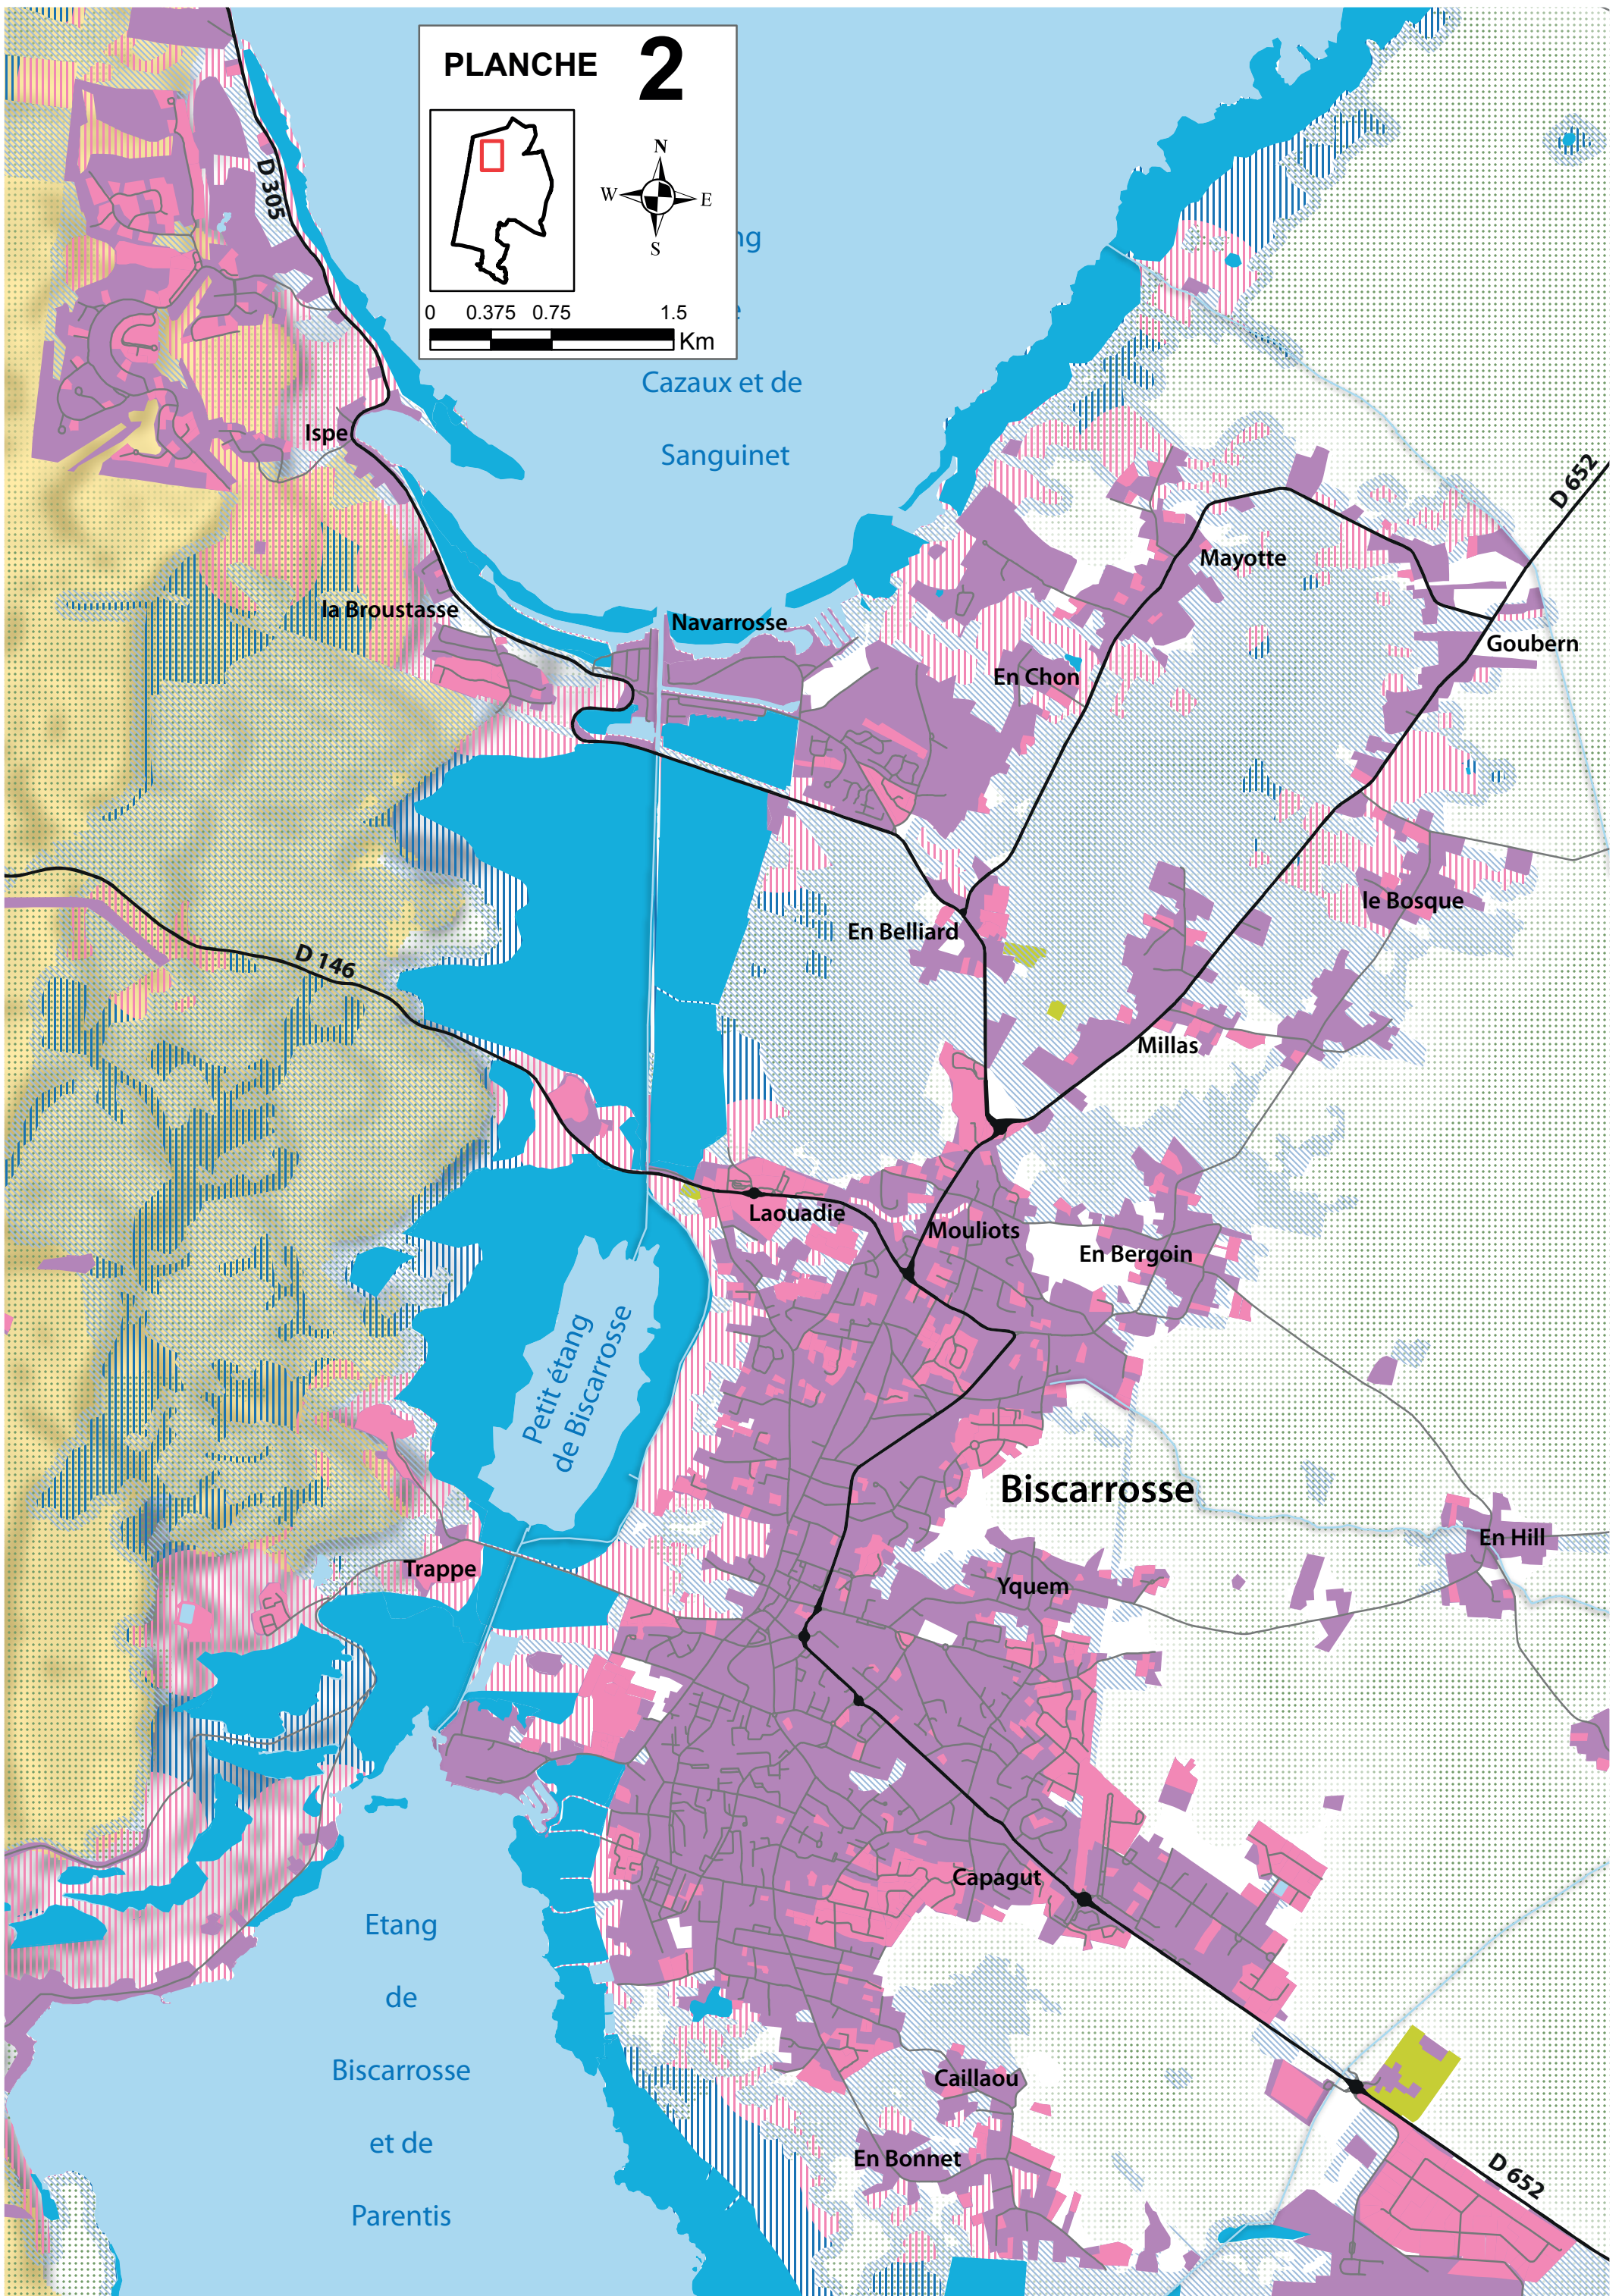 PLANCHE 2
N
W E
S
0 0.375 0.75 1.5
Km
ng
e
Cazaux et de
Sanguinet
D 305
Ispe
D 652
Mayotte
la Broustasse
Navarrosse
Goubern
En Chon
le Bosque
En Belliard
D 146
Millas
Laouadie
Mouliots
En Bergoin
Petit étang
de Biscarrosse
Biscarrosse
En Hill
Trappe
Yquem
Capagut
Etang
de
Biscarrosse
et de
Parentis
Caillaou
En Bonnet
D 652